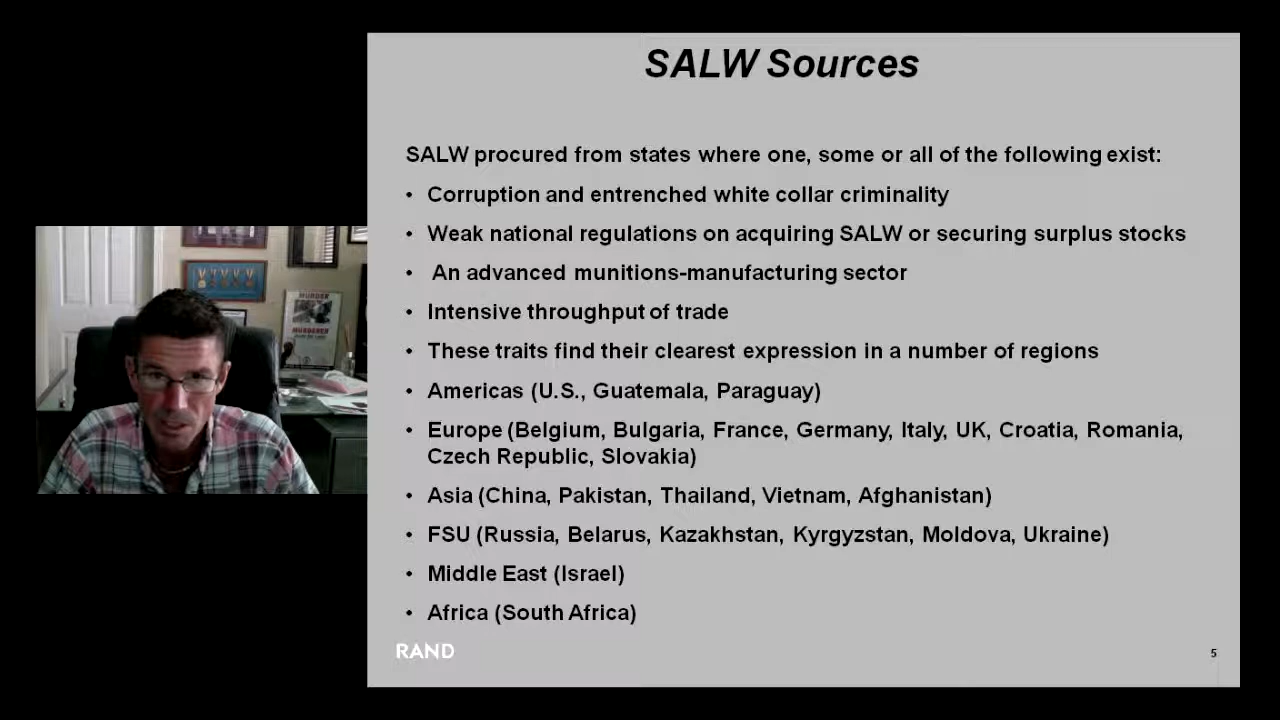 SALW Sources
SALW procured from states where one, some or all of the following exist:
• Corruption and entrenched white collar criminality
• Weak national regulations on acquiring SALW or securing surplus stocks
• An advanced munitions-manufacturing sector
• Intensive throughput of trade
• These traits find their clearest expression in a number of regions
• Americas (U.S., Guatemala, Paraguay)
• Europe (Belgium, Bulgaria, France, Germany, Italy, UK, Croatia, Romania,
Czech Republic, Slovakia)
• Asia (China, Pakistan, Thailand, Vietnam, Afghanistan)
• FSU (Russia, Belarus, Kazakhstan, Kyrgyzstan, Moldova, Ukraine)
• Middle East (Israel)
• Africa (South Africa)
RAND
5
MURDER
MURDERER